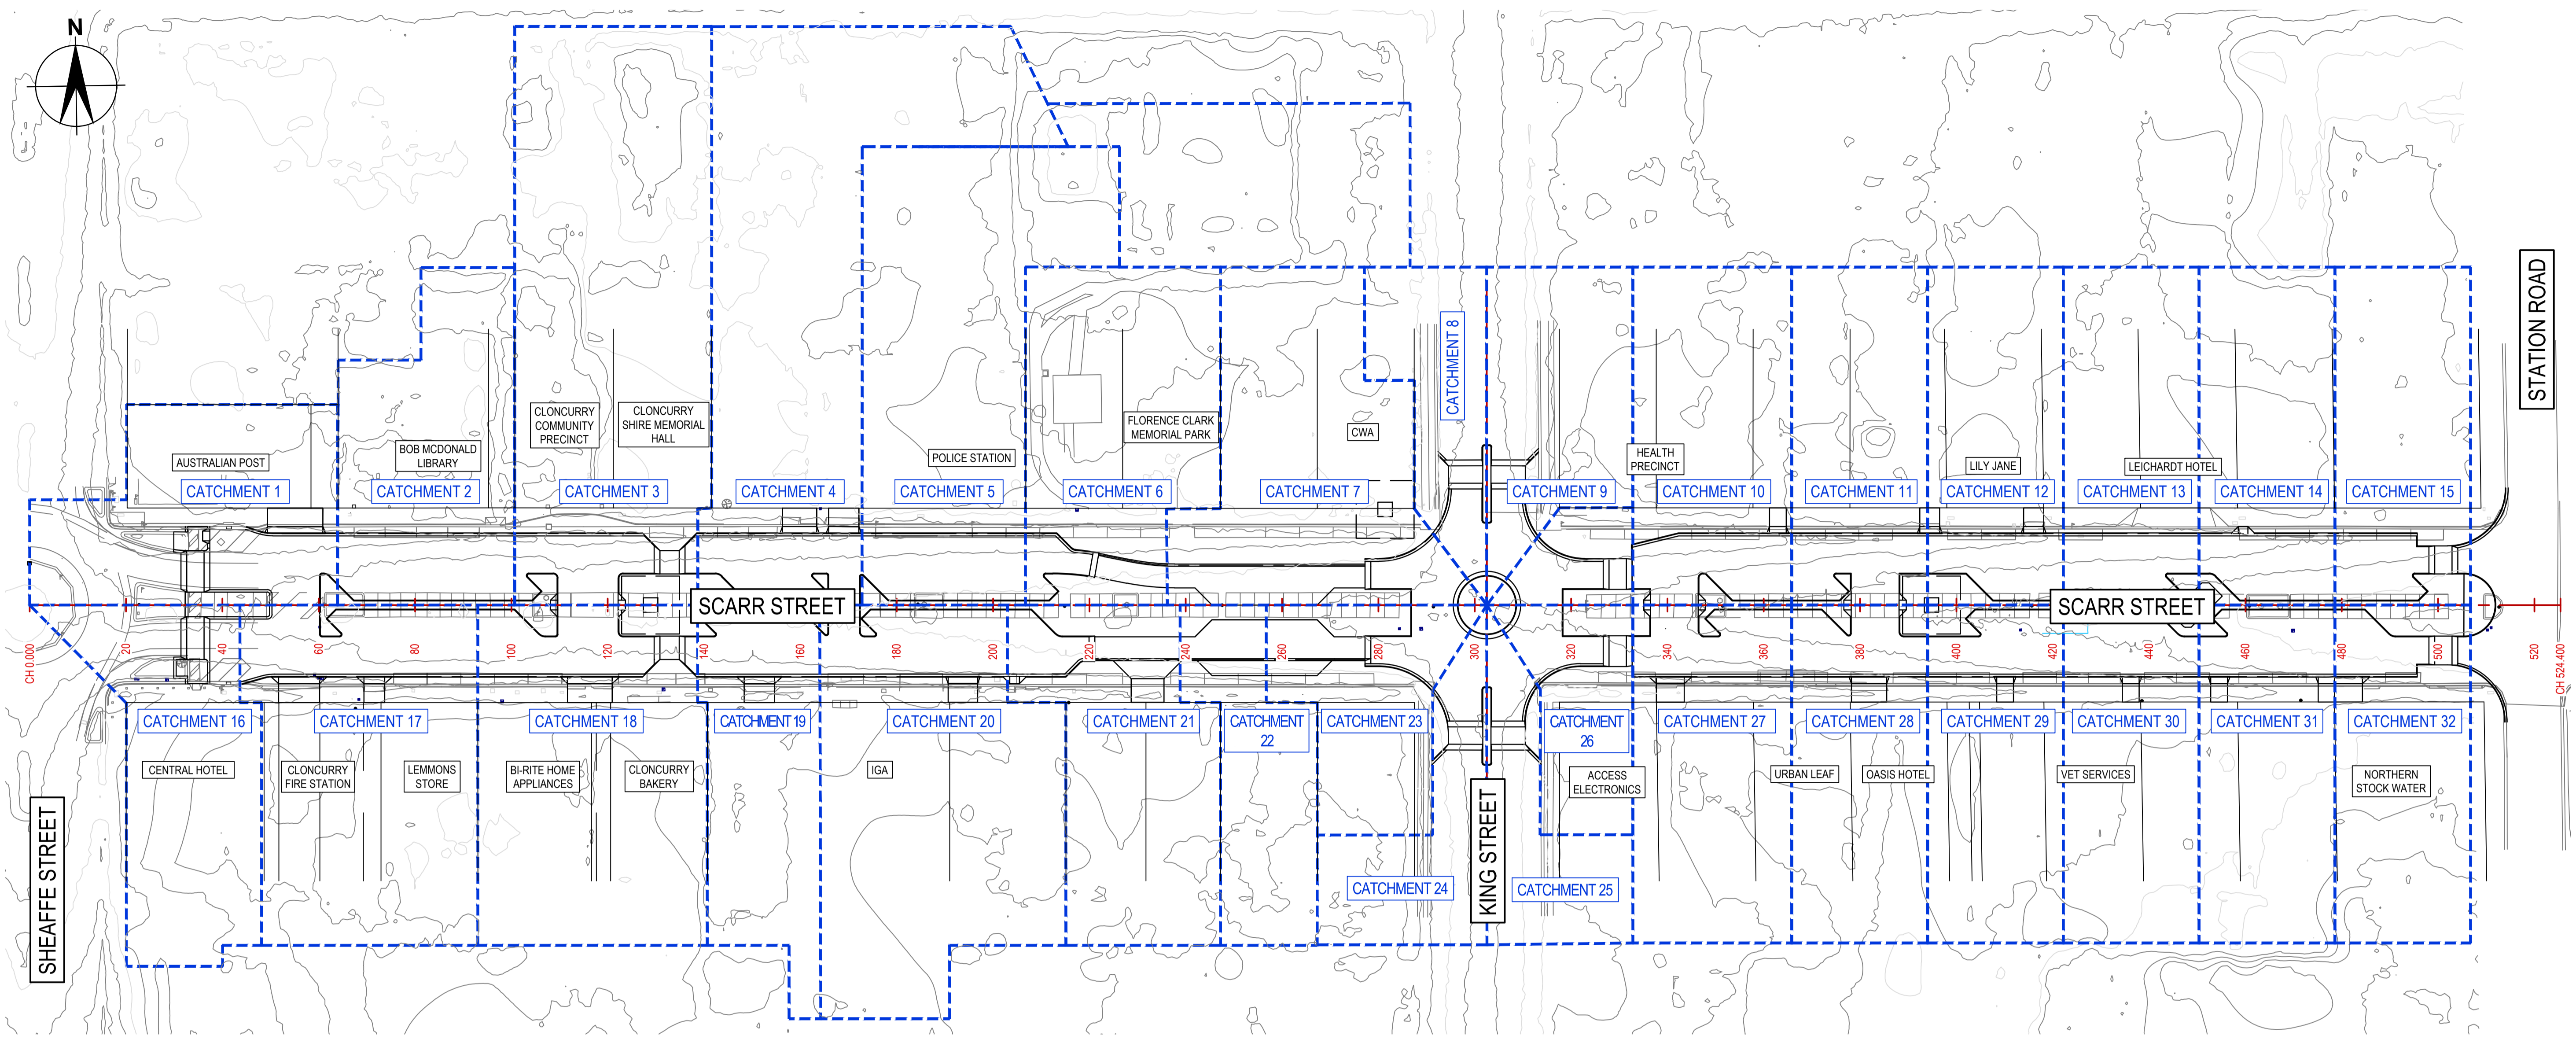 N
STATION ROAD
CATCHMENT 8
CLONCURRY
COMMUNITY
PRECINCT
CLONCURRY
SHIRE MEMORIAL
HALL
FLORENCE CLARK
MEMORIAL PARK
CWA
AUSTRALIAN POST
BOB MCDONALD
LIBRARY
POLICE STATION
HEALTH
PRECINCT
LILY JANE
LEICHARDT HOTEL
CATCHMENT 1
CATCHMENT 2
CATCHMENT 3
CATCHMENT 4
CATCHMENT 5
CATCHMENT 6
CATCHMENT 7
CATCHMENT 9
CATCHMENT 10
CATCHMENT 11
CATCHMENT 12
CATCHMENT 13
CATCHMENT 14
CATCHMENT 15
SCARR STREET
SCARR STREET
CH 0.000
20
40
60
80
100
120
140
160
180
200
220
240
260
280
300
320
340
360
380
400
420
440
460
480
500
520
CH 524.400
CATCHMENT 16
CATCHMENT 17
CATCHMENT 18
CATCHMENT 19
CATCHMENT 20
CATCHMENT 21
CATCHMENT
22
CATCHMENT 23
CATCHMENT
26
CATCHMENT 27
CATCHMENT 28
CATCHMENT 29
CATCHMENT 30
CATCHMENT 31
CATCHMENT 32
CENTRAL HOTEL
CLONCURRY
FIRE STATION
LEMMONS
STORE
BI-RITE HOME
APPLIANCES
CLONCURRY
BAKERY
IGA
ACCESS
ELECTRONICS
URBAN LEAF
OASIS HOTEL
VET SERVICES
NORTHERN
STOCK WATER
SHEAFFE STREET
KING STREET
CATCHMENT 24
CATCHMENT 25